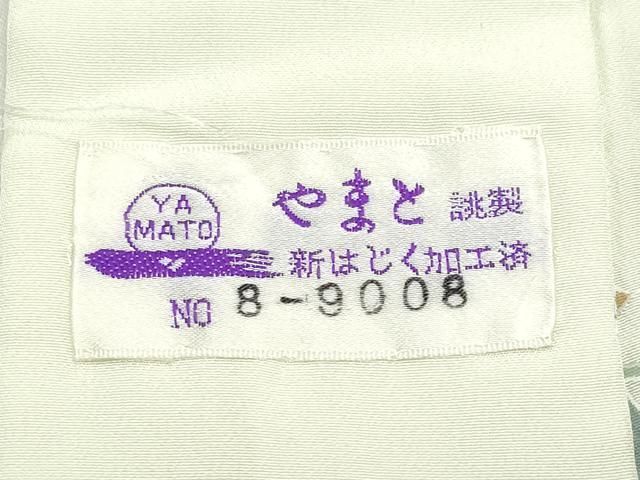 YA
MATO
やまと 誂製
新はじく加工済
NO 8-9008